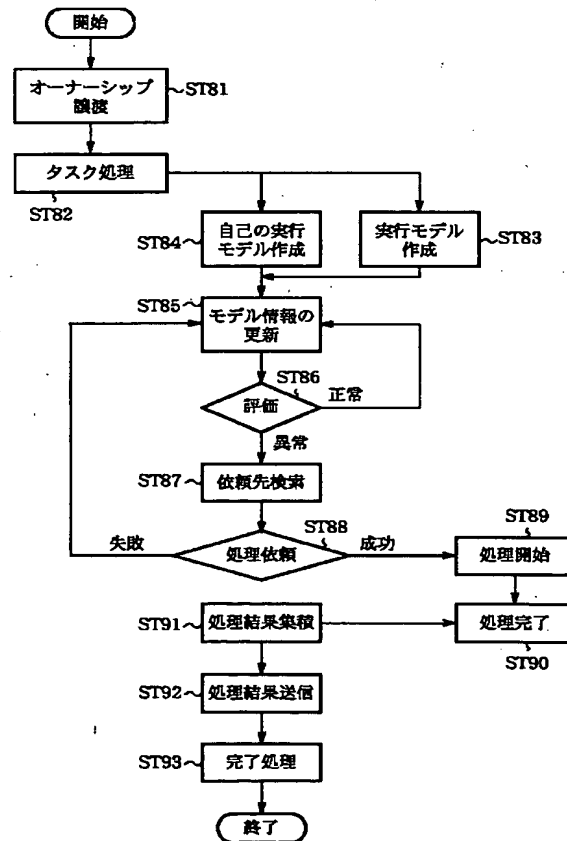 開始
オーナーシップ
譲渡
ST81
タスク処理
ST82
自己の実行
モデル作成
ST84
実行モデル
作成
ST83
ST85
モデル情報の
更新
ST86
評価
正常
異常
ST87
依頼先検索
ST88
失敗
処理依頼
成功
ST89
処理開始
ST91
処理結果集積
処理完了
ST90
ST92
処理結果送信
ST93
完了処理
終了